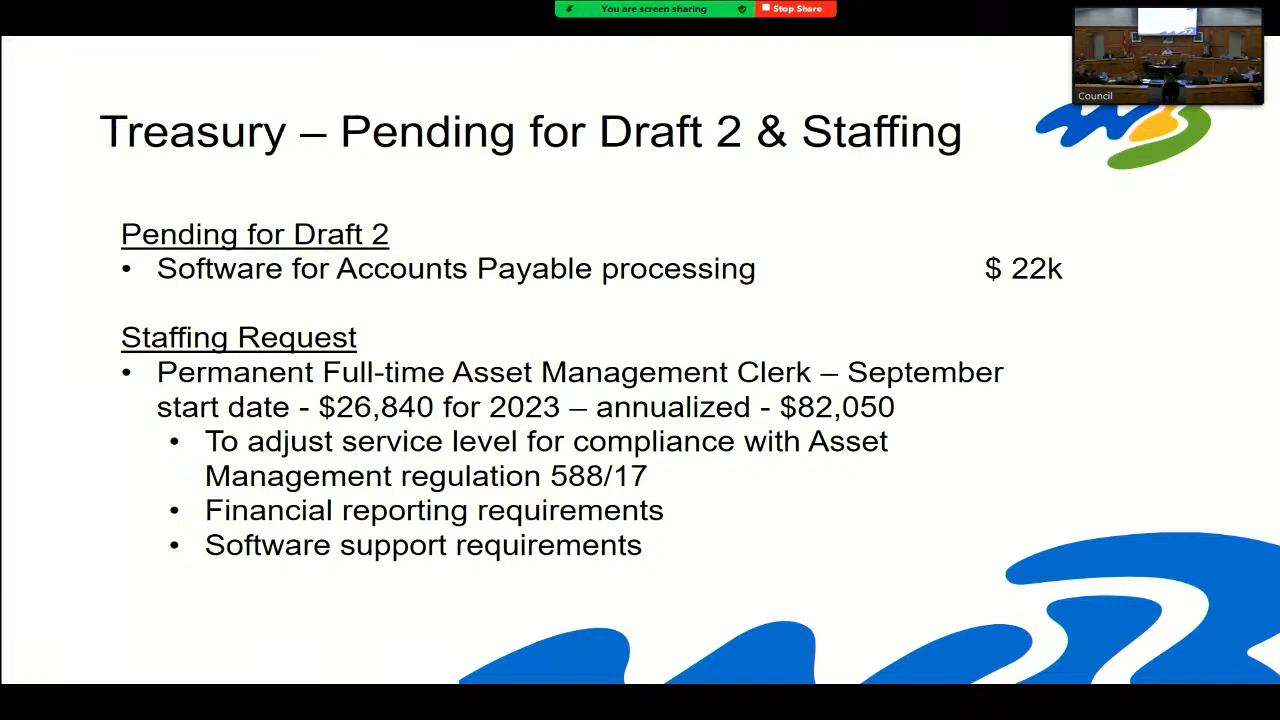 You are screen sharing
Stop Share
Council
Treasury – Pending for Draft 2 & Staffing
Pending for Draft 2
• Software for Accounts Payable processing $ 22k
Staffing Request
• Permanent Full-time Asset Management Clerk – September
start date - $26,840 for 2023 – annualized - $82,050
• To adjust service level for compliance with Asset
Management regulation 588/17
• Financial reporting requirements
• Software support requirements